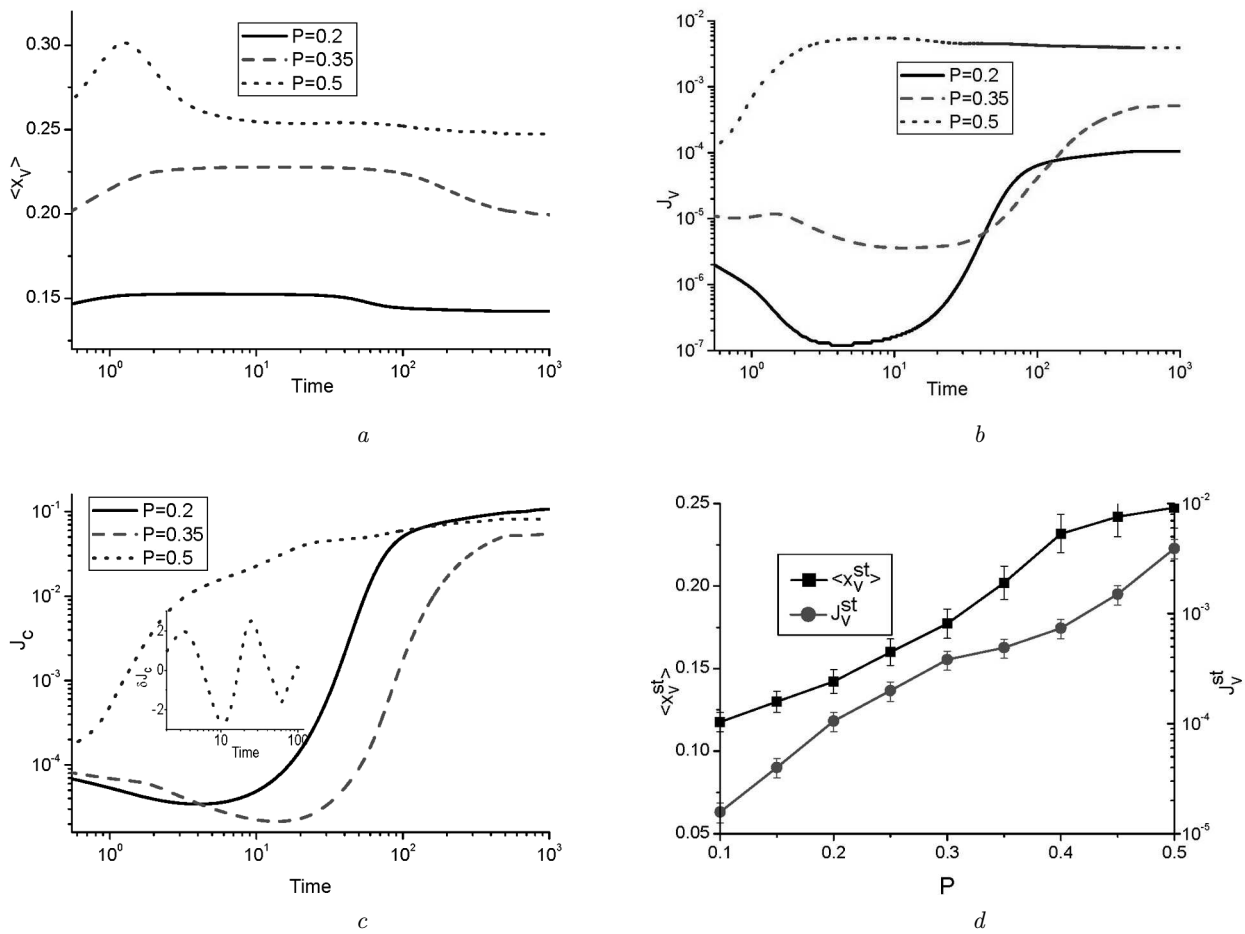 0.30
0.25
0.20
0.15
<x_v>
P=0.2
P=0.35
P=0.5
10^0
10^1
10^2
10^3
Time
a
10^-2
10^-3
10^-4
10^-5
10^-6
10^-7
J_v
P=0.2
P=0.35
P=0.5
10^0
10^1
10^2
10^3
Time
b
10^-1
10^-2
10^-3
10^-4
J_c
P=0.2
P=0.35
P=0.5
2
0
-2
δJ_c
10
100
Time
10^0
10^1
10^2
10^3
Time
c
0.25
0.20
0.15
0.10
0.05
<x_v^st>
<x_v^st>
J_v^st
10^-2
10^-3
10^-4
10^-5
J_v^st
0.1
0.2
0.3
0.4
0.5
P
d